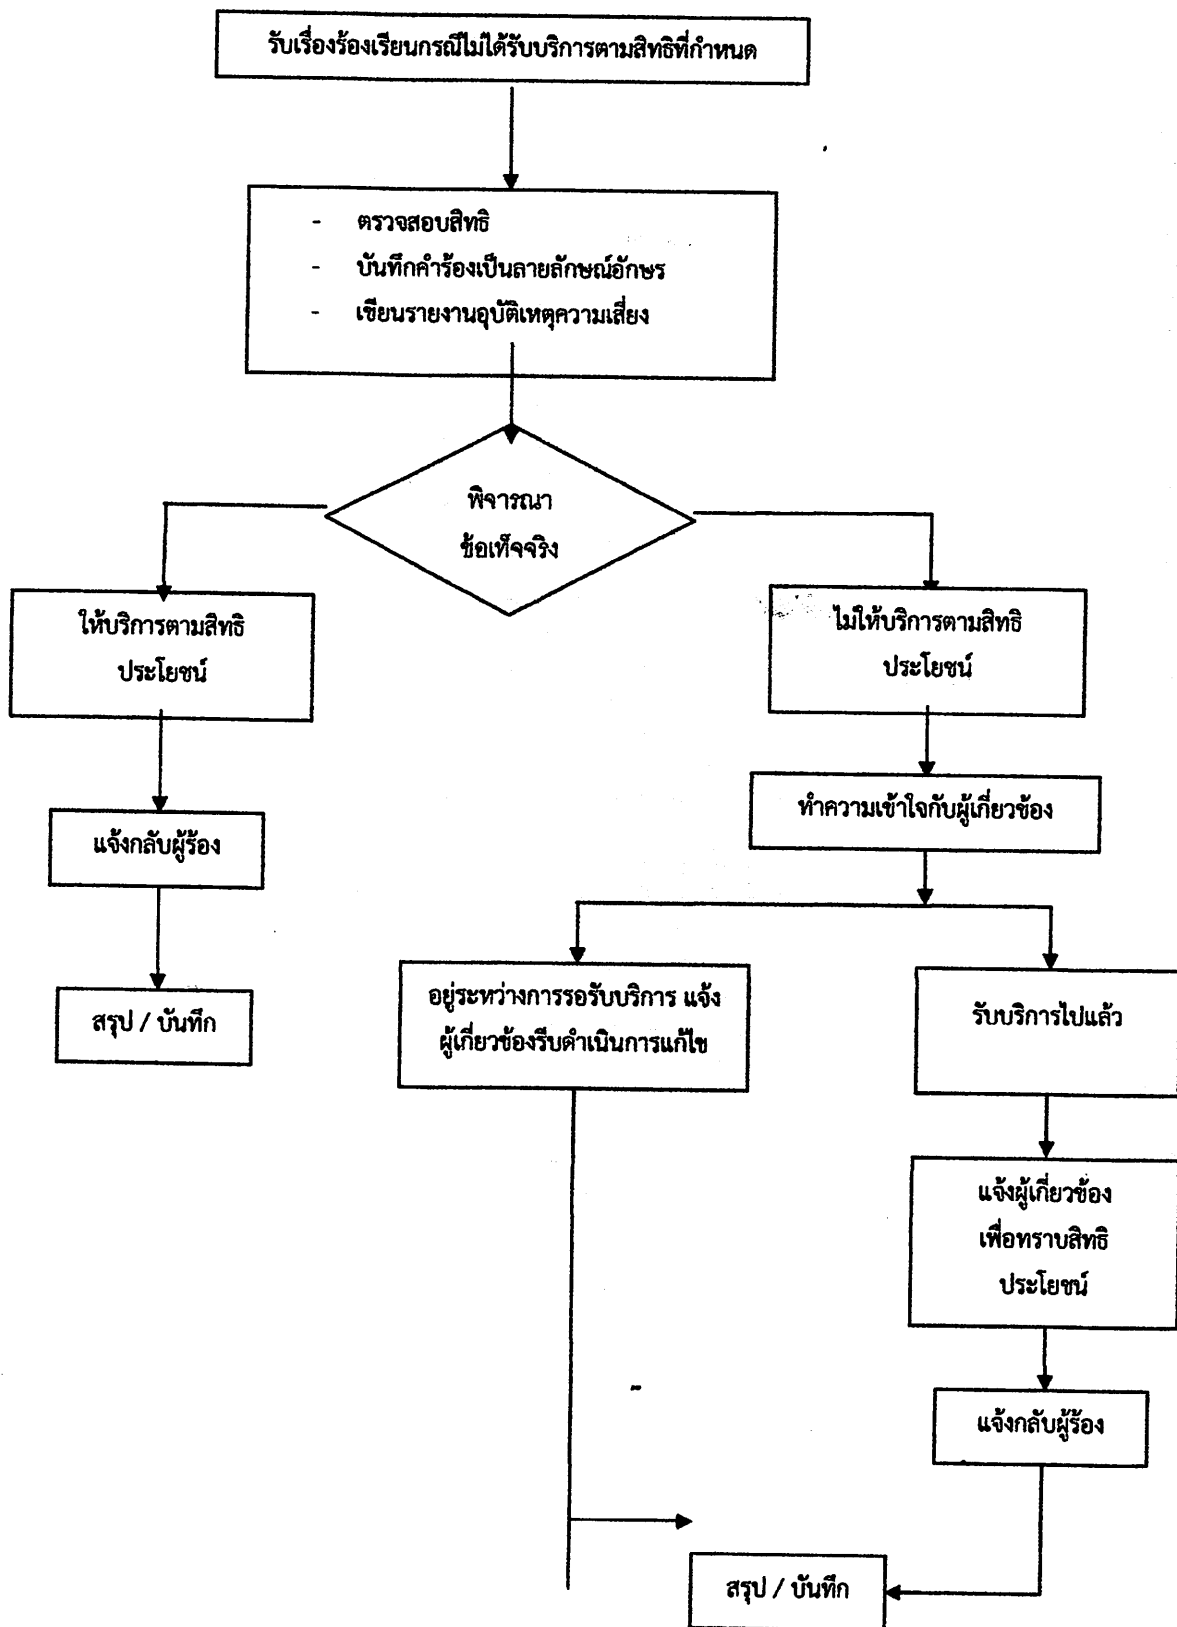 รับเรื่องร้องเรียนกรณีไม่ได้รับบริการตามสิทธิที่กำหนด
- ตรวจสอบสิทธิ
- บันทึกคำร้องเป็นลายลักษณ์อักษร
- เขียนรายงานอุบัติเหตุความเสี่ยง
พิจารณา
ข้อเท็จจริง
ให้บริการตามสิทธิ
ประโยชน์
แจ้งกลับผู้ร้อง
สรุป / บันทึก
ไม่ให้บริการตามสิทธิ
ประโยชน์
ทำความเข้าใจกับผู้เกี่ยวข้อง
อยู่ระหว่างการรอรับบริการ แจ้ง
ผู้เกี่ยวข้องรีบดำเนินการแก้ไข
รับบริการไปแล้ว
แจ้งผู้เกี่ยวข้อง
เพื่อทราบสิทธิ
ประโยชน์
แจ้งกลับผู้ร้อง
สรุป / บันทึก